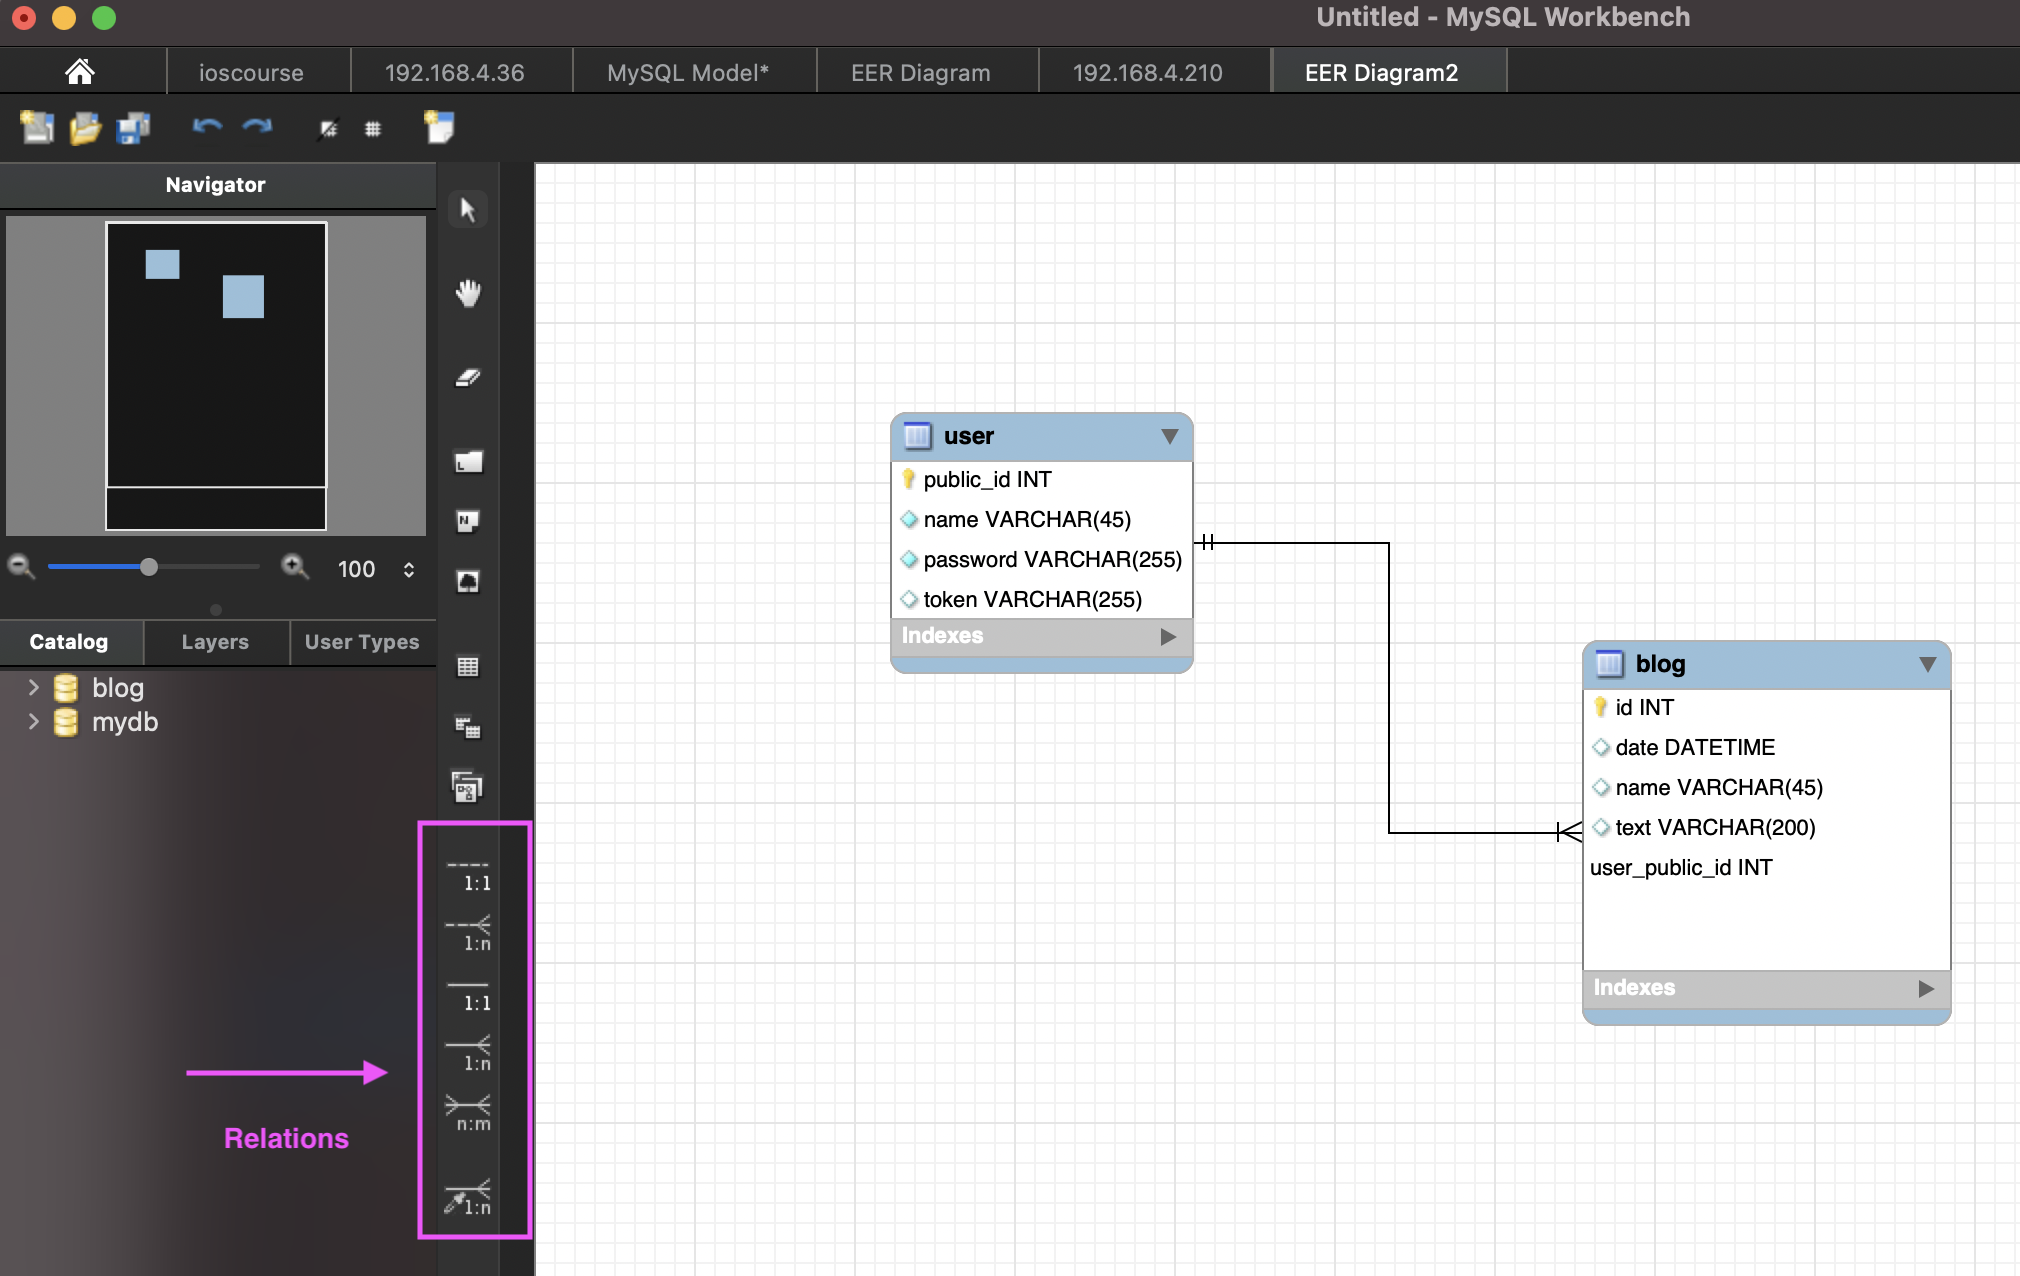 Untitled - MySQL Workbench
ioscourse
192.168.4.36
MySQL Model*
EER Diagram
192.168.4.210
EER Diagram2
Navigator
100
Catalog
Layers
User Types
blog
mydb
L
N
1:1
1:n
1:1
1:n
n:m
1:n
Relations
user
public_id INT
name VARCHAR(45)
password VARCHAR(255)
token VARCHAR(255)
Indexes
blog
id INT
date DATETIME
name VARCHAR(45)
text VARCHAR(200)
user_public_id INT
Indexes